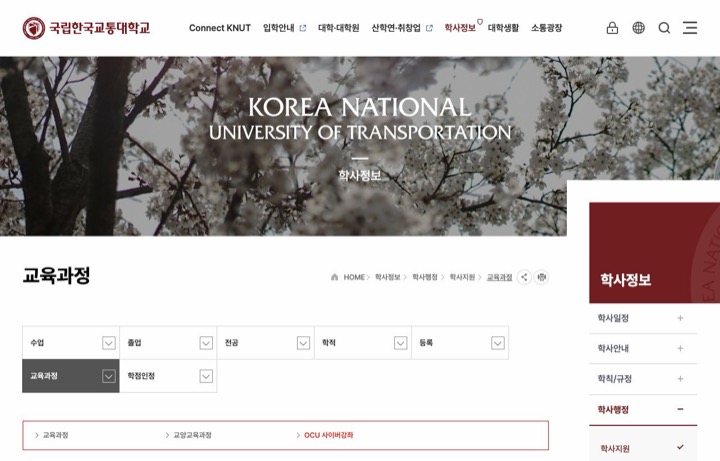 국립한국교통대학교
Connect KNUT 입학안내 대학·대학원 산학연·취창업 학사정보 대학생활 소통광장
KOREA NATIONAL
UNIVERSITY OF TRANSPORTATION
학사정보
교육과정
HOME 학사정보 학사행정 학사지원 교육과정
수업 졸업 전공 학적 등록
교육과정 학점인정
교육과정 교양교육과정 OCU 사이버강좌
학사정보
학사일정
학사안내
학칙/규정
학사행정
학사지원